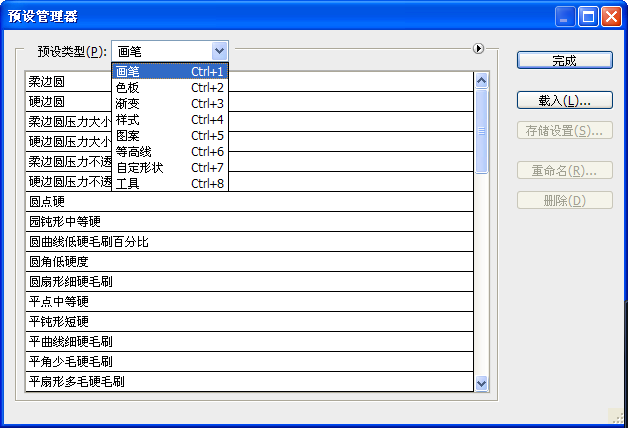 预设管理器
预设类型(P): 画笔
画笔 Ctrl+1
色板 Ctrl+2
渐变 Ctrl+3
样式 Ctrl+4
图案 Ctrl+5
等高线 Ctrl+6
自定形状 Ctrl+7
工具 Ctrl+8
柔边圆
硬边圆
柔边圆压力大小
硬边圆压力大小
柔边圆压力不透
硬边圆压力不透
圆点硬
园钝形中等硬
圆曲线低硬毛刷百分比
圆角低硬度
圆扇形细硬毛刷
平点中等硬
平钝形短硬
平曲线细硬毛刷
平角少毛硬毛刷
平扇形多毛硬毛刷
完成
载入(L)...
存储设置(S)...
重命名(R)...
删除(D)